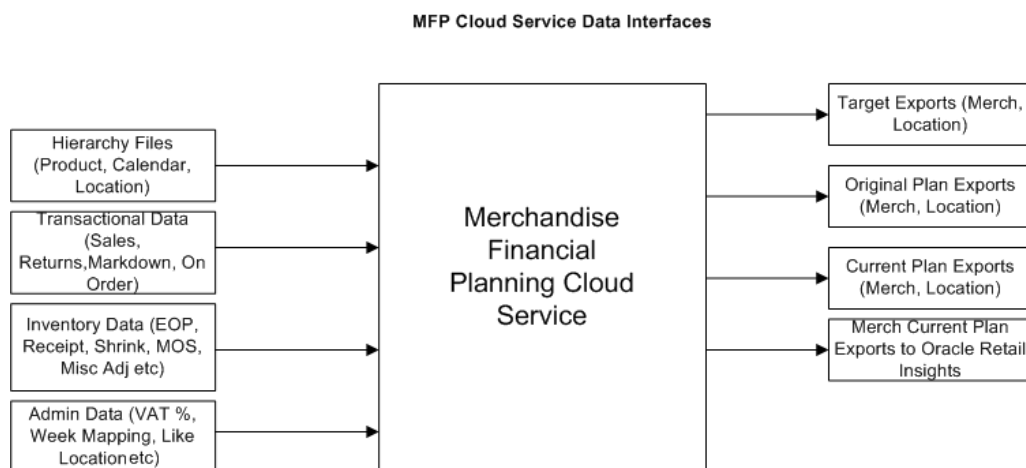 MFP Cloud Service Data Interfaces
Hierarchy Files
(Product, Calendar,
Location)
Transactional Data
(Sales,
Returns,Markdown, On
Order)
Inventory Data (EOP,
Receipt, Shrink, MOS,
Misc Adj etc)
Admin Data (VAT %,
Week Mapping, Like
Location etc)
Merchandise
Financial
Planning Cloud
Service
Target Exports (Merch,
Location)
Original Plan Exports
(Merch, Location)
Current Plan Exports
(Merch, Location)
Merch Current Plan
Exports to Oracle Retail
Insights